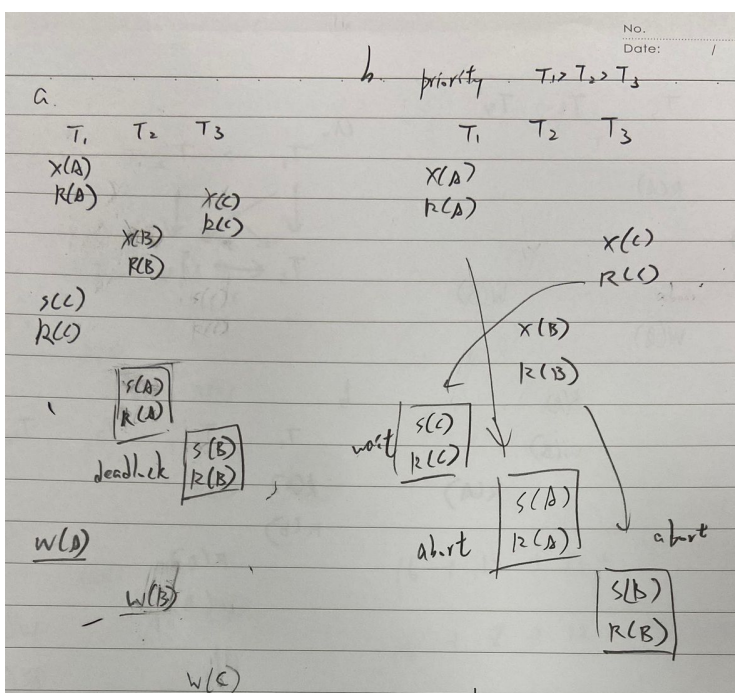 No.
Date: /
a.
T1 T2 T3
X(A)
R(A)
X(C)
R(C)
X(B)
R(B)
S(C)
R(C)
S(A)
R(A)
deadlock
S(B)
R(B)
W(A)
W(B)
W(C)
b. priority T1> T2> T3
T1 T2 T3
X(A)
R(A)
X(C)
R(C)
X(B)
R(B)
wait
S(C)
R(C)
abort
S(A)
R(A)
abort
S(B)
R(B)